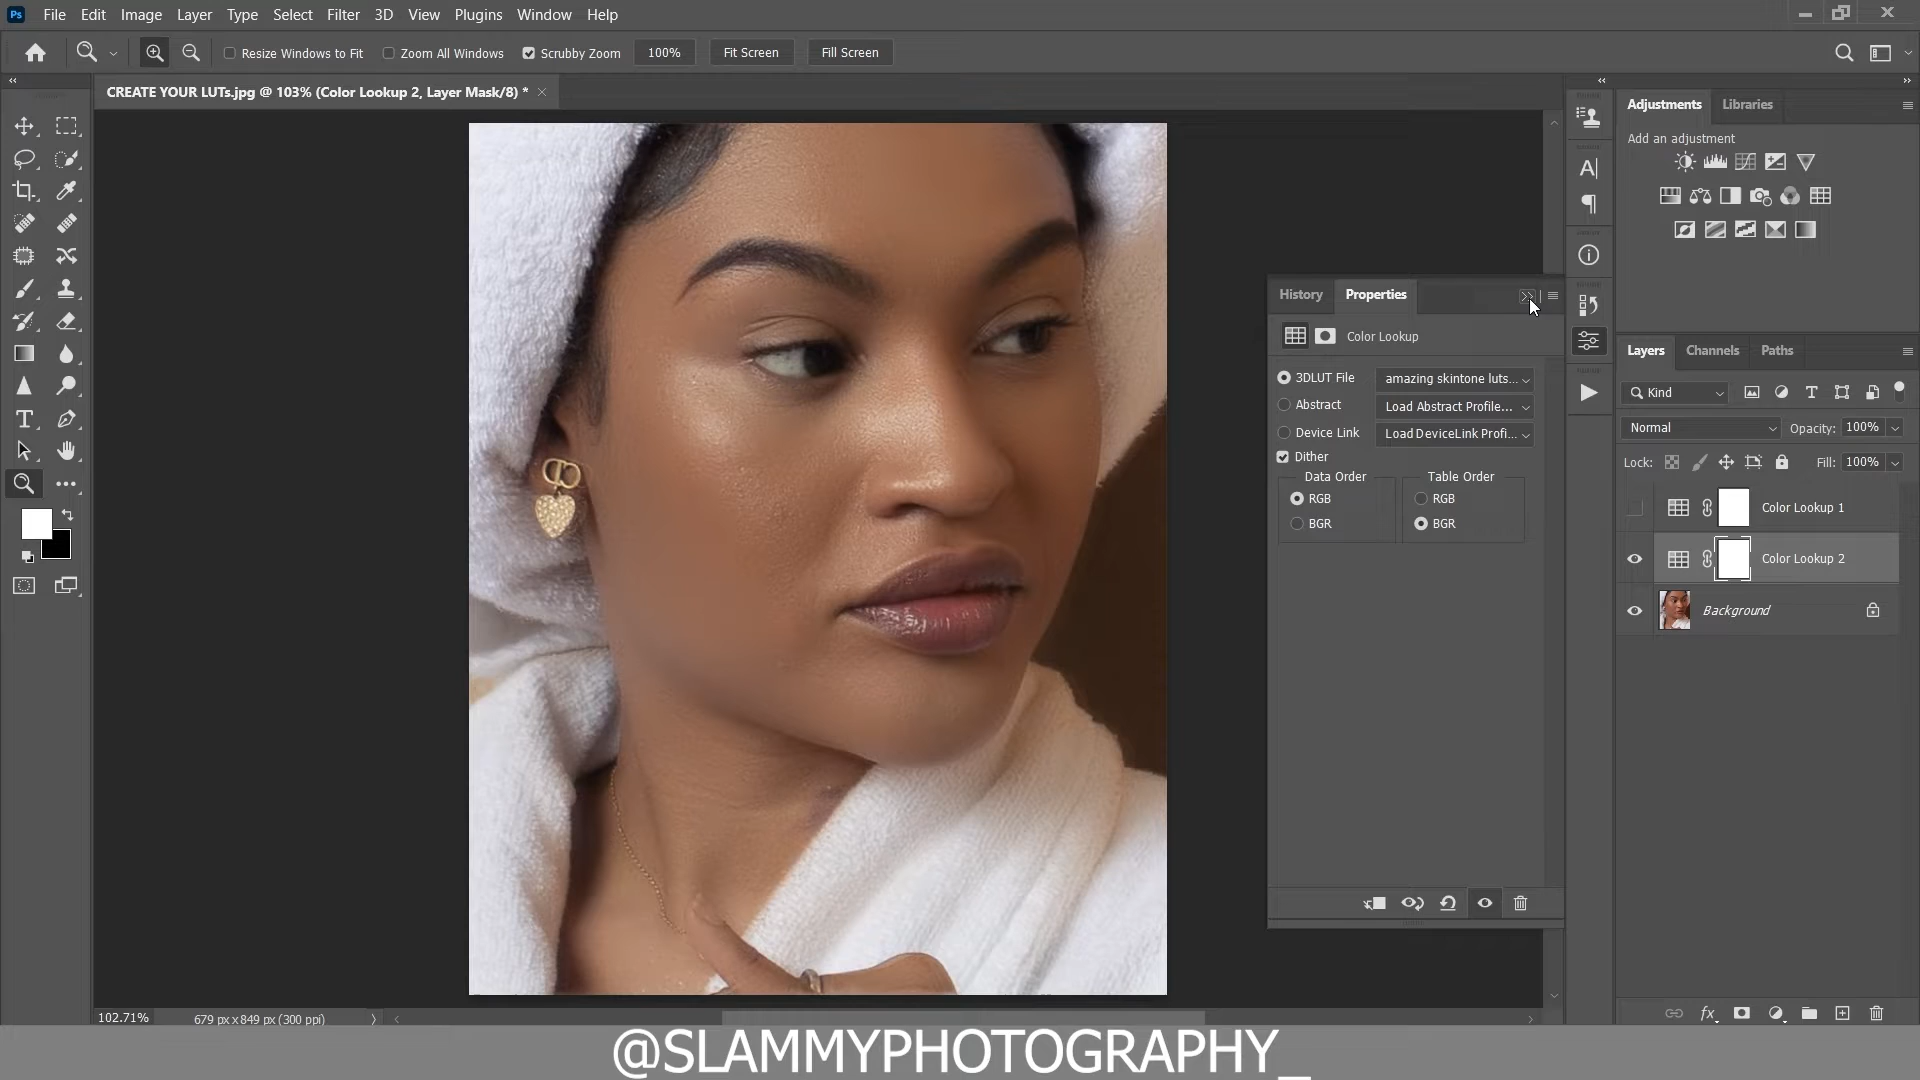 Ps File Edit Image Layer Type Select Filter 3D View Plugins Window Help
Resize Windows to Fit Zoom All Windows Scrubby Zoom 100% Fit Screen Fill Screen
CREATE YOUR LUTs.jpg @ 103% (Color Lookup 2, Layer Mask/8) *
Adjustments Libraries
Add an adjustment
History Properties
Color Lookup
3DLUT File amazing skintone luts...
Abstract Load Abstract Profile...
Device Link Load DeviceLink Profi...
Dither
Data Order Table Order
RGB RGB
BGR BGR
Layers Channels Paths
Kind
Normal Opacity: 100%
Lock: Fill: 100%
Color Lookup 1
Color Lookup 2
Background
102.71% 679 px x 849 px (300 ppi)
@SLAMMYPHOTOGRAPHY_